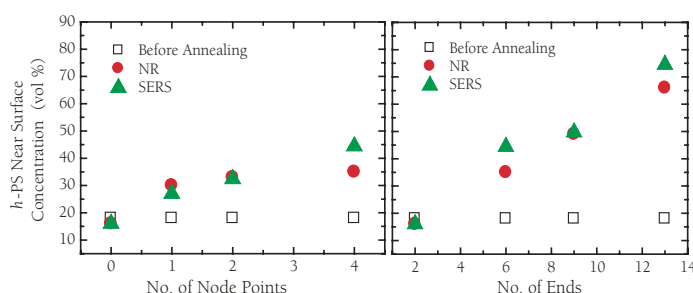 h-PS Near Surface
Concentration (vol %)
90
80
70
60
50
40
30
20
10
Before Annealing
NR
SERS
0
1
2
3
4
No. of Node Points
Before Annealing
NR
SERS
2
4
6
8
10
12
14
No. of Ends